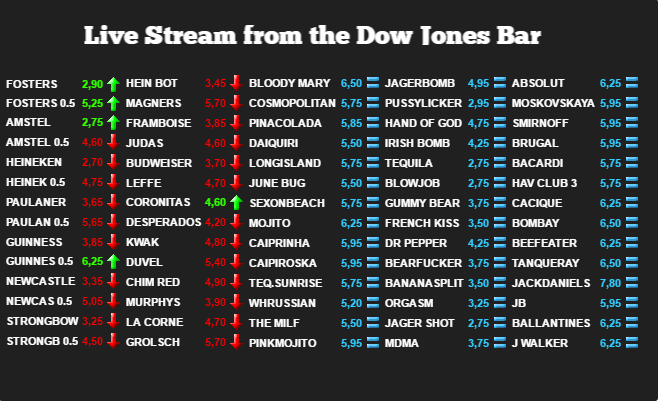 Live Stream from the Dow Jones Bar
FOSTERS 2,90 HEIN BOT 3,45 BLOODY MARY 6,50 JAGERBOMB 4,95 ABSOLUT 6,25
FOSTERS 0.5 5,25 MAGNERS 5,70 COSMOPOLITAN 5,75 PUSSYLICKER 2,95 MOSKOVSKAYA 5,95
AMSTEL 2,75 FRAMBOISE 3,85 PINACOLADA 5,85 HAND OF GOD 4,75 SMIRNOFF 5,95
AMSTEL 0.5 4,60 JUDAS 4,60 DAIQUIRI 5,50 IRISH BOMB 4,25 BRUGAL 5,95
HEINEKEN 2,70 BUDWEISER 3,70 LONGISLAND 5,75 TEQUILA 2,75 BACARDI 5,75
HEINEK 0.5 4,75 LEFFE 4,70 JUNE BUG 5,50 BLOWJOB 2,75 HAV CLUB 3 5,75
PAULANER 3,65 CORONITAS 4,60 SEXONBEACH 5,75 GUMMY BEAR 3,75 CACIQUE 6,25
PAULAN 0.5 5,65 DESPERADOS 4,20 MOJITO 6,25 FRENCH KISS 3,50 BOMBAY 6,50
GUINNESS 3,85 KWAK 4,80 CAIPRINHA 5,95 DR PEPPER 4,25 BEEFEATER 6,25
GUINNES 0.5 6,25 DUVEL 5,40 CAIPIROSKA 5,95 BEARFUCKER 3,75 TANQUERAY 6,50
NEWCASTLE 3,35 CHIM RED 4,90 TEQ.SUNRISE 5,75 BANANASPLIT 3,50 JACKDANIELS 7,80
NEWCAS 0.5 5,05 MURPHYS 3,90 WHRUSSIAN 5,20 ORGASM 3,25 JB 5,95
STRONGBOW 3,25 LA CORNE 4,70 THE MILF 5,50 JAGER SHOT 2,75 BALLANTINES 6,25
STRONGB 0.5 4,50 GROLSCH 5,70 PINKMOJITO 5,95 MDMA 3,75 J WALKER 6,25